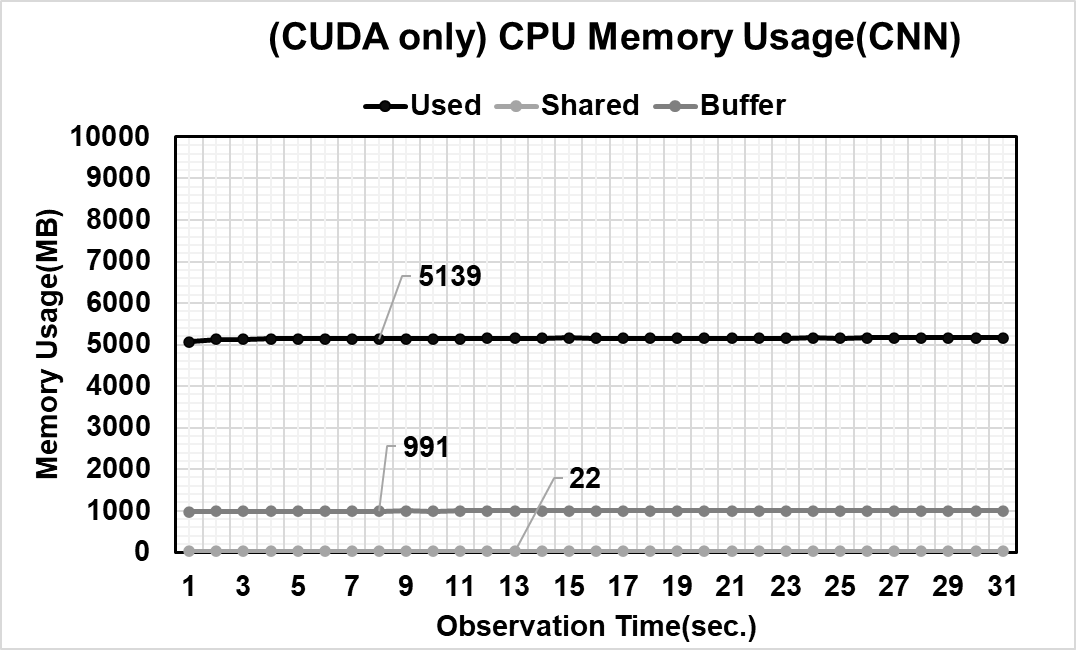 (CUDA only) CPU Memory Usage(CNN)
Used Shared Buffer
Memory Usage(MB)
10000
9000
8000
7000
6000
5000
4000
3000
2000
1000
0
5139
991
22
1 3 5 7 9 11 13 15 17 19 21 23 25 27 29 31
Observation Time(sec.)